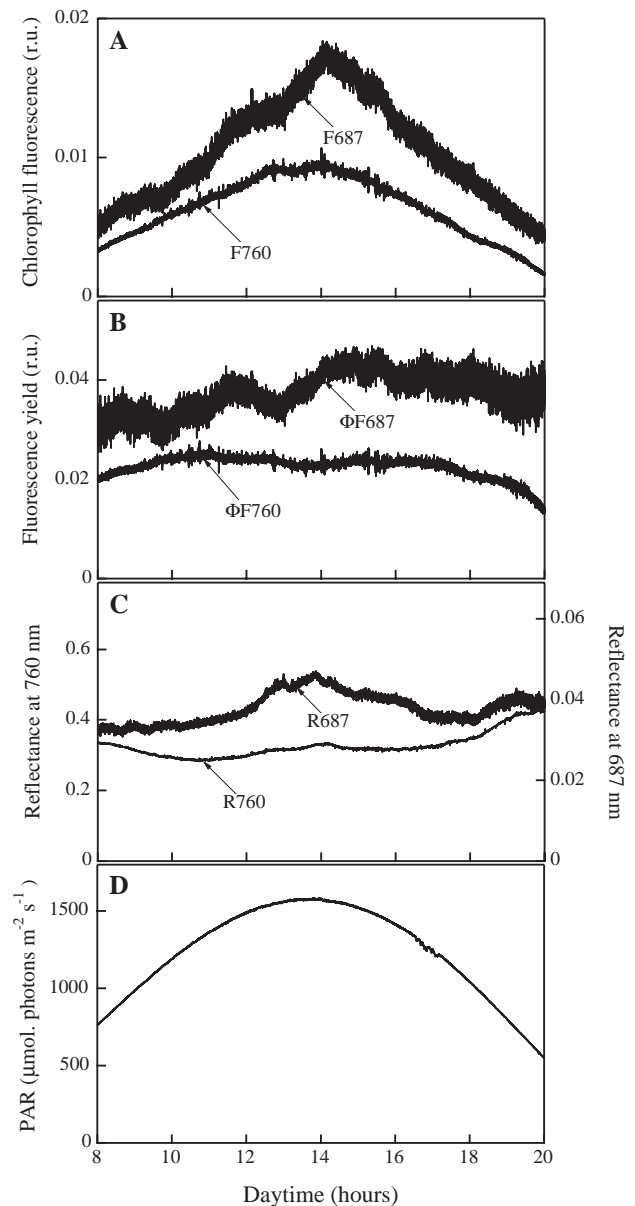 A
Chlorophyll fluorescence (r.u.)
0.02
0.01
0
F687
F760
B
Fluorescence yield (r.u.)
0.04
0.02
0
ΦF687
ΦF760
C
Reflectance at 760 nm
0.6
0.4
0.2
0
R687
R760
0.06
0.04
0.02
0
Reflectance at 687 nm
D
PAR (µmol. photons m⁻² s⁻¹ )
1500
1000
500
0
8 10 12 14 16 18 20
Daytime (hours)